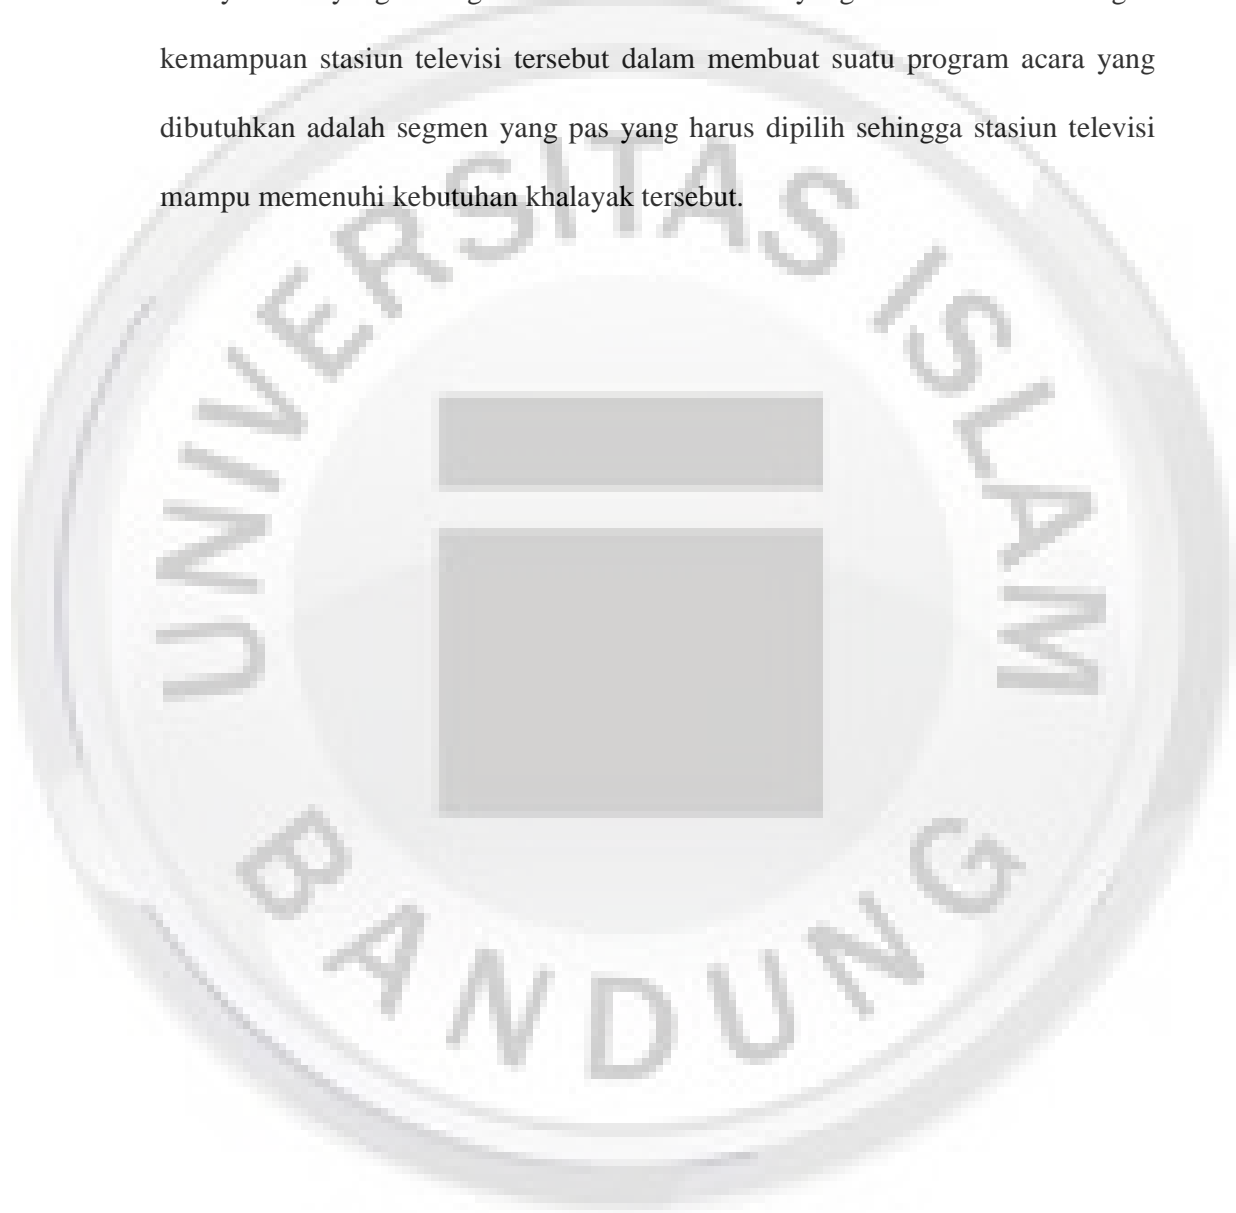 kemampuan stasiun televisi tersebut dalam membuat suatu program acara yang
dibutuhkan adalah segmen yang pas yang harus dipilih sehingga stasiun televisi
mampu memenuhi kebutuhan khalayak tersebut.
UNIVERSITAS ISLAM
BANDUNG